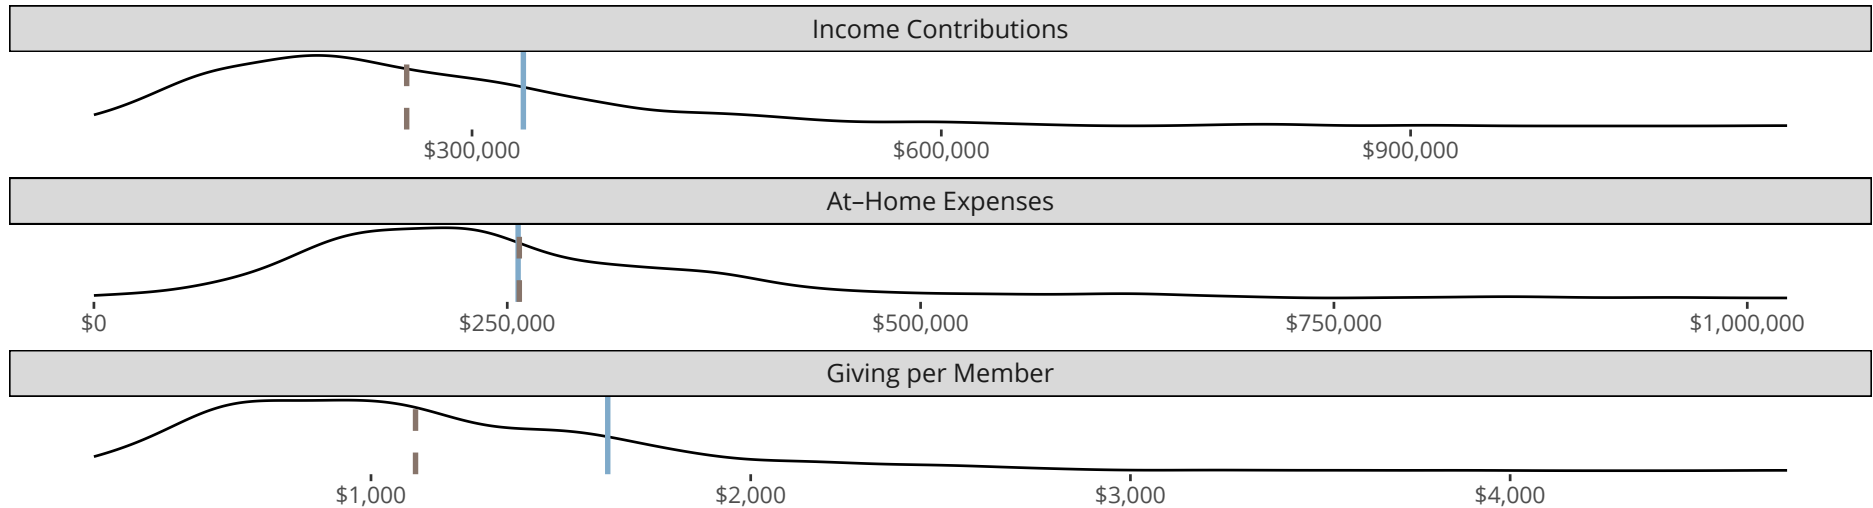 Income Contributions
$300,000 $600,000 $900,000
At–Home Expenses
$0 $250,000 $500,000 $750,000 $1,000,000
Giving per Member
$1,000 $2,000 $3,000 $4,000